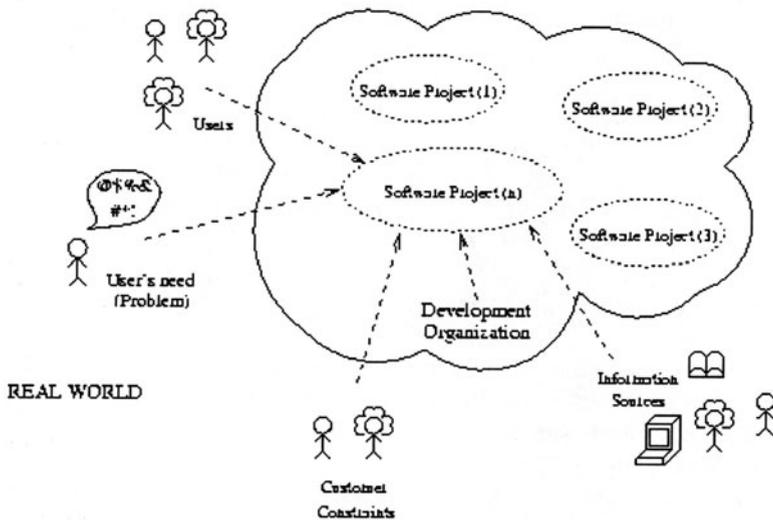 Software Project(1)
Software Project(2)
Users
Software Project(n)
@$%&
#*!
Software Project(3)
User's need
(Problem)
Development
Organization
REAL WORLD
Information
Sources
Customer
Constraints